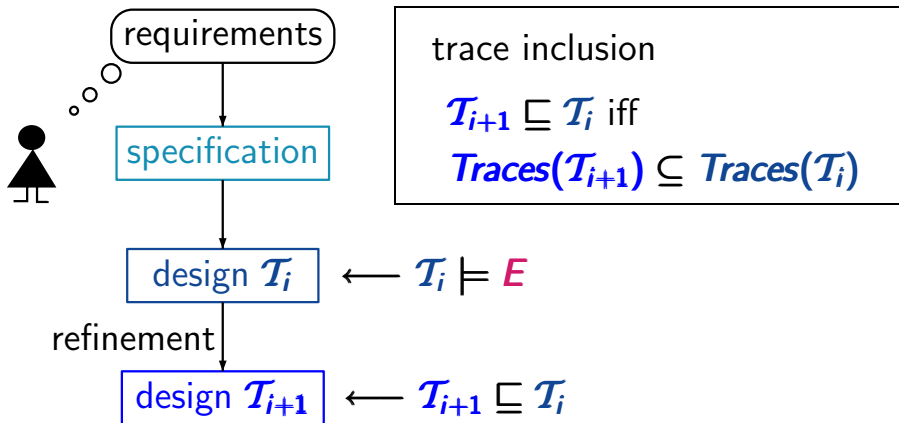 requirements
specification
design 𝒯i ⟵ 𝒯i ⊨ E
refinement
design 𝒯i+1 ⟵ 𝒯i+1 ⊑ 𝒯i
trace inclusion
𝒯i+1 ⊑ 𝒯i iff
Traces(𝒯i+1) ⊆ Traces(𝒯i)